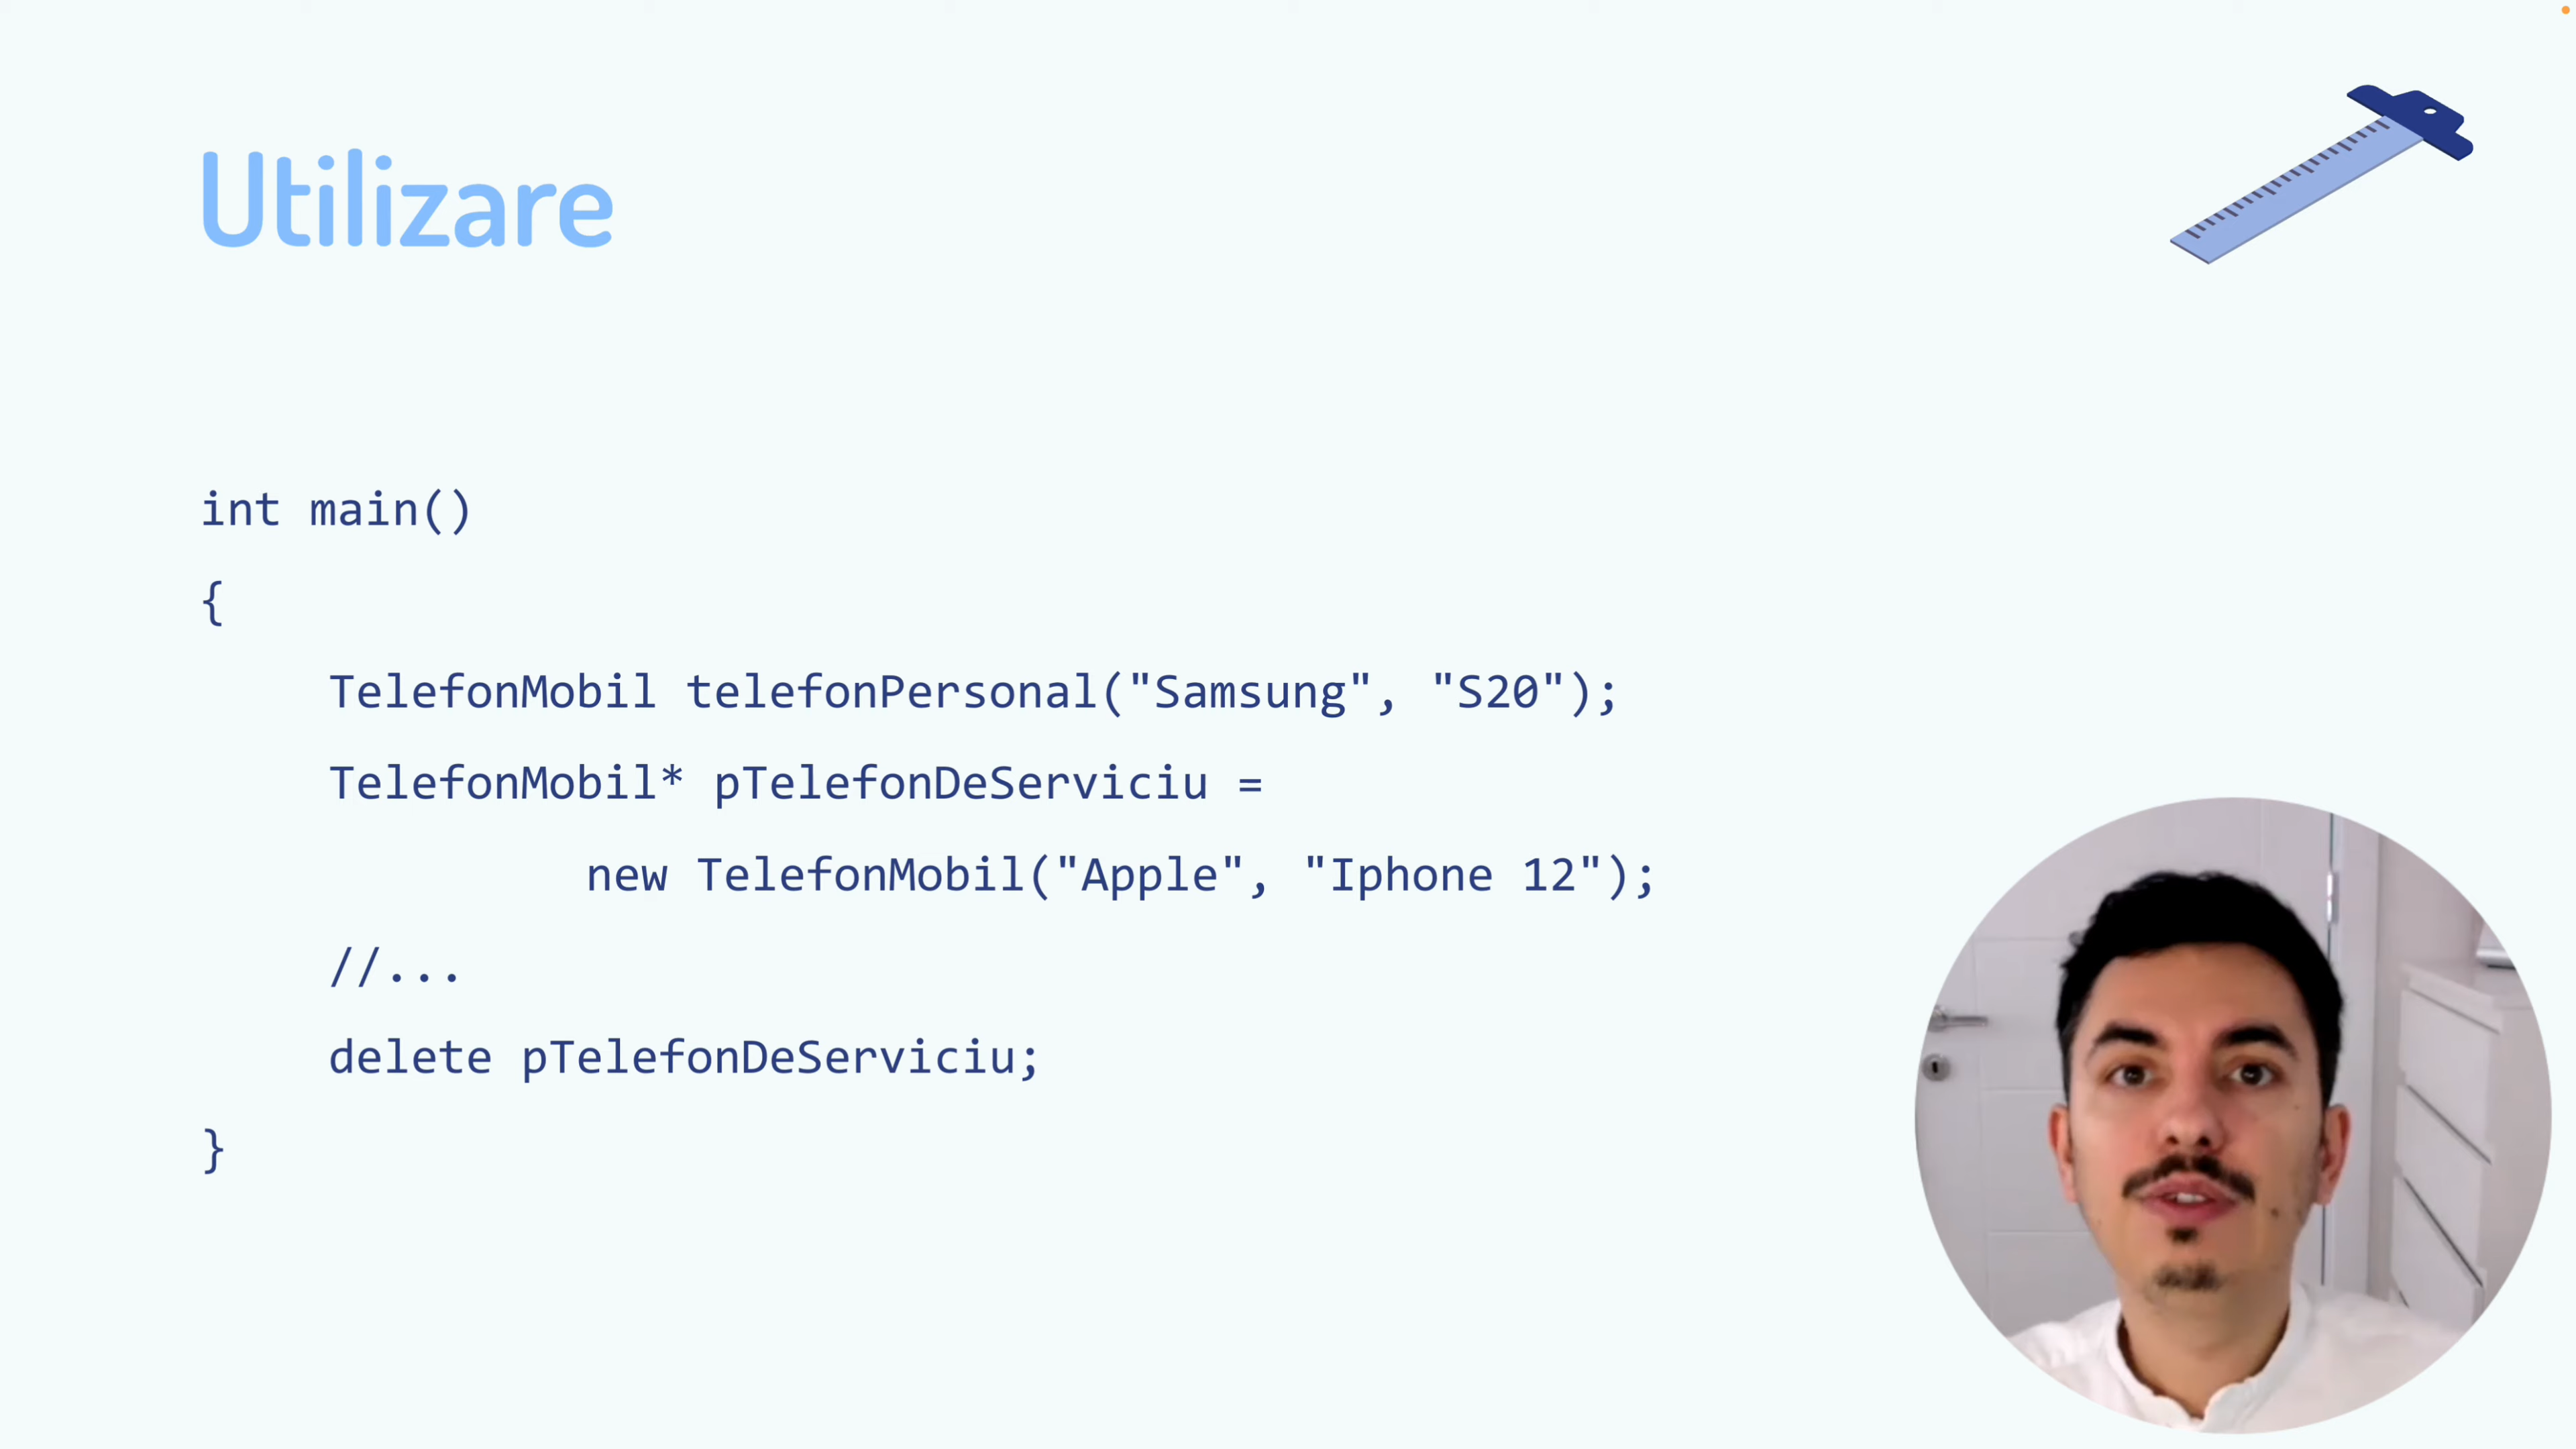 Utilizare
int main()
{
TelefonMobil telefonPersonal("Samsung", "S20");
TelefonMobil* pTelefonDeServiciu =
new TelefonMobil("Apple", "Iphone 12");
//...
delete pTelefonDeServiciu;
}